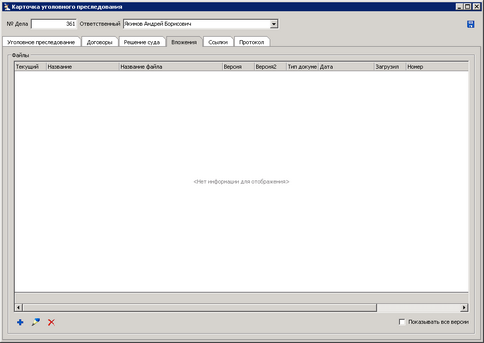 Карточка уголовного преследования
№ Дела 361 Ответственный Якимов Андрей Борисович
Уголовное преследование Договоры Решение суда Вложения Ссылки Протокол
Файлы
Текущий Название Название файла Версия Версия2 Тип докуме Дата Загрузил Номер
<Нет информации для отображения>
Показывать все версии